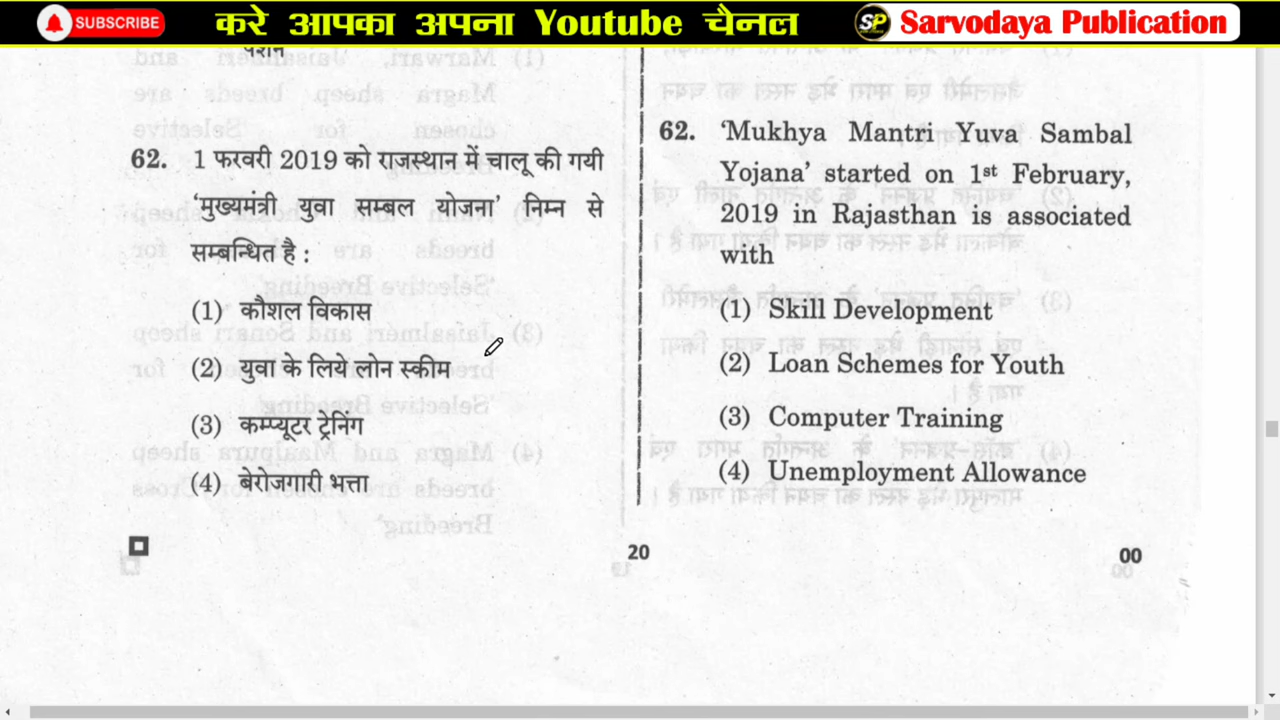 SUBSCRIBE
करे आपका अपना Youtube चैनल
SP
Sarvodaya Publication
62. 1 फरवरी 2019 को राजस्थान में चालू की गयी
'मुख्यमंत्री युवा सम्बल योजना' निम्न से
सम्बन्धित है :
(1) कौशल विकास
(2) युवा के लिये लोन स्कीम
(3) कम्प्यूटर ट्रेनिंग
(4) बेरोजगारी भत्ता
62. 'Mukhya Mantri Yuva Sambal
Yojana' started on 1st February,
2019 in Rajasthan is associated
with
(1) Skill Development
(2) Loan Schemes for Youth
(3) Computer Training
(4) Unemployment Allowance
20
00